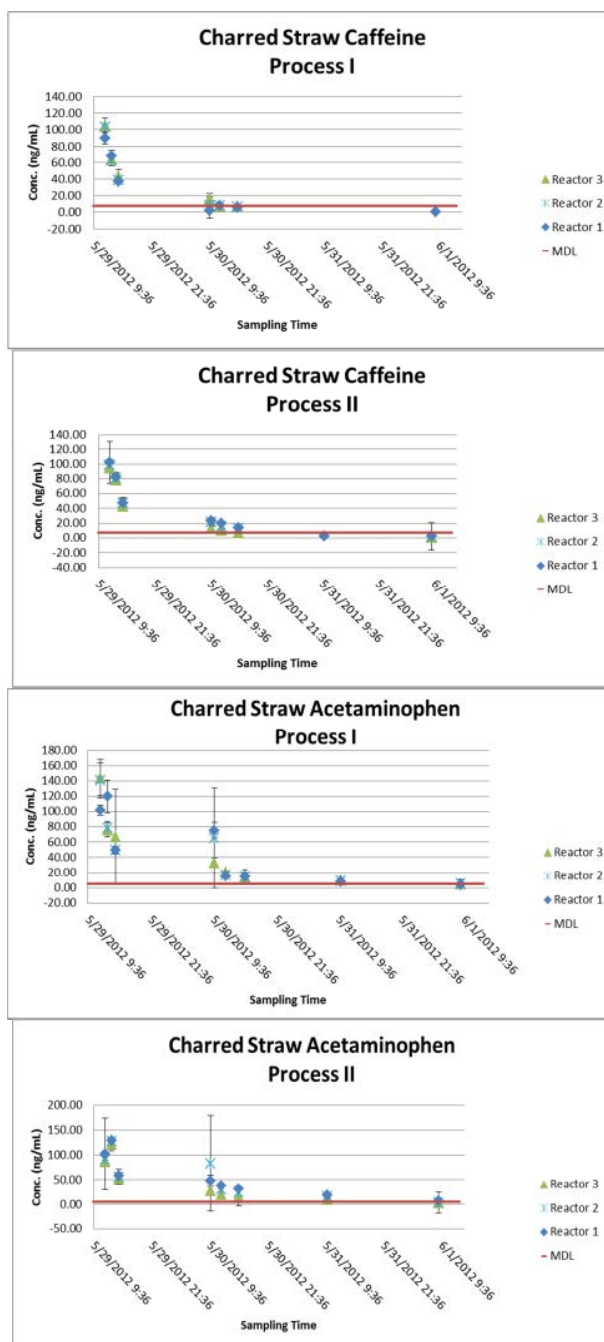 Charred Straw Caffeine
Process I
140.00
120.00
100.00
80.00
60.00
40.00
20.00
0.00
-20.00
Conc. (ng/mL)
5/29/2012 9:36
5/29/2012 21:36
5/30/2012 9:36
5/30/2012 21:36
5/31/2012 9:36
5/31/2012 21:36
6/1/2012 9:36
Sampling Time
Reactor 3
Reactor 2
Reactor 1
MDL
Charred Straw Caffeine
Process II
140.00
120.00
100.00
80.00
60.00
40.00
20.00
0.00
-20.00
-40.00
Conc. (ng/mL)
5/29/2012 9:36
5/29/2012 21:36
5/30/2012 9:36
5/30/2012 21:36
5/31/2012 9:36
5/31/2012 21:36
6/1/2012 9:36
Reactor 3
Reactor 2
Reactor 1
MDL
Charred Straw Acetaminophen
Process I
180.00
160.00
140.00
120.00
100.00
80.00
60.00
40.00
20.00
0.00
-20.00
Conc. (ng/mL)
5/29/2012 9:36
5/29/2012 21:36
5/30/2012 9:36
5/30/2012 21:36
5/31/2012 9:36
5/31/2012 21:36
6/1/2012 9:36
Sampling Time
Reactor 3
Reactor 2
Reactor 1
MDL
Charred Straw Acetaminophen
Process II
200.00
150.00
100.00
50.00
0.00
-50.00
Conc. (ng/mL)
5/29/2012 9:36
5/29/2012 21:36
5/30/2012 9:36
5/30/2012 21:36
5/31/2012 9:36
5/31/2012 21:36
6/1/2012 9:36
Sampling Time
Reactor 3
Reactor 2
Reactor 1
MDL